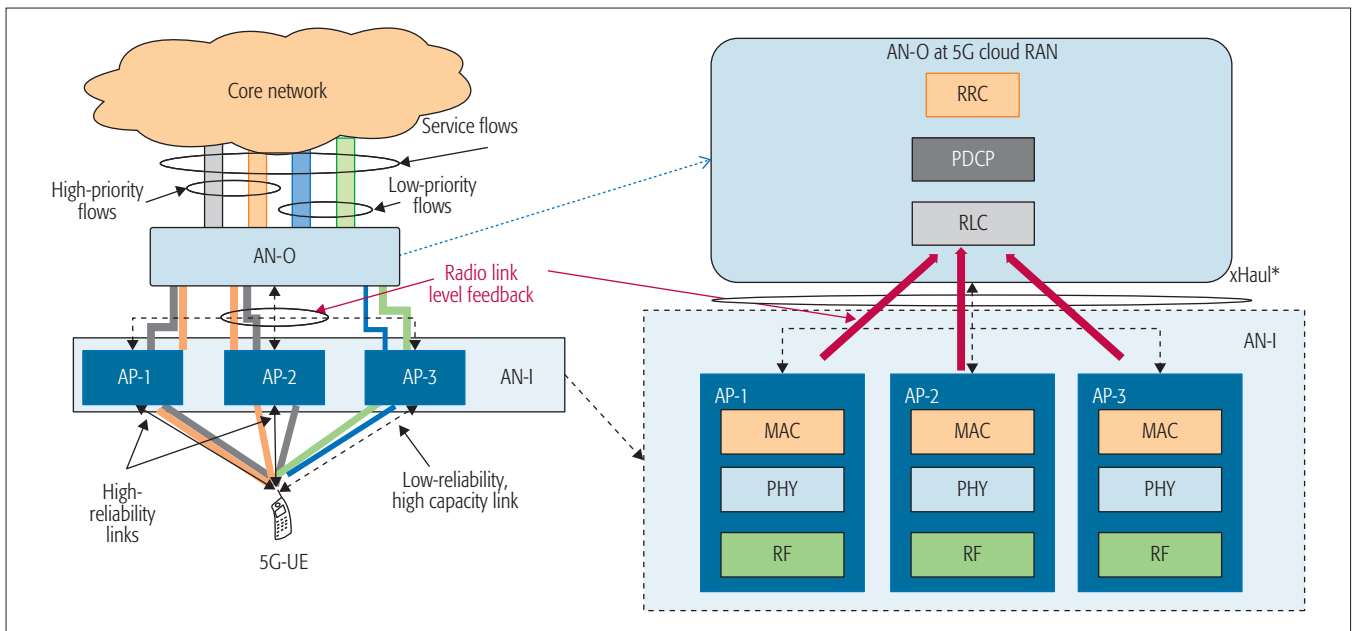 Core network
Service flows
High-priority
flows
Low-priority
flows
AN-O
Radio link
level feedback
AP-1
AP-2
AP-3
AN-I
High-
reliability
links
Low-reliability,
high capacity link
5G-UE
AN-O at 5G cloud RAN
RRC
PDCP
RLC
xHaul*
AN-I
AP-1
AP-2
AP-3
MAC
MAC
MAC
PHY
PHY
PHY
RF
RF
RF